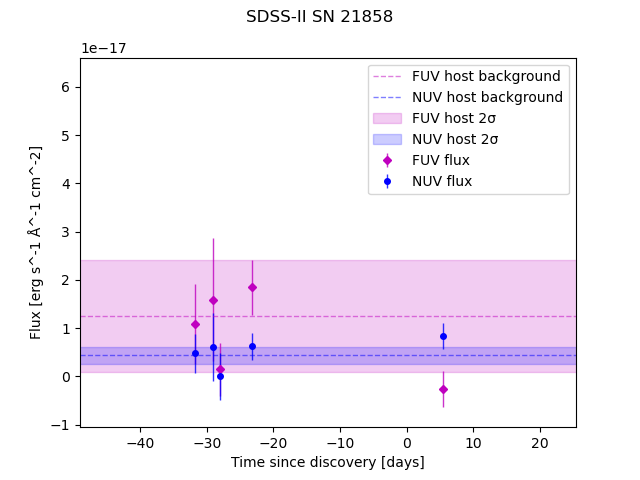 SDSS-II SN 21858
1e−17
FUV host background
NUV host background
FUV host 2σ
NUV host 2σ
FUV flux
NUV flux
6
5
4
3
2
1
0
−1
Flux [erg s^-1 Å^-1 cm^-2]
−40 −30 −20 −10 0 10 20
Time since discovery [days]